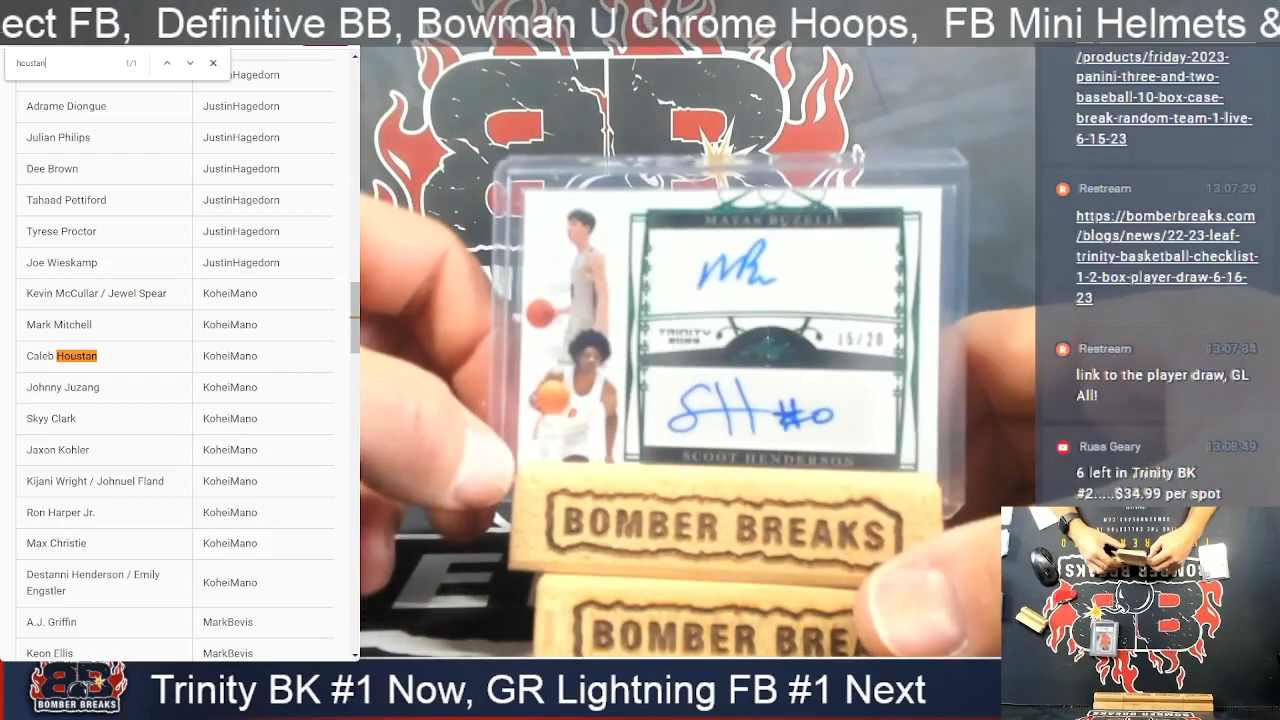 ect FB, Definitive BB, Bowman U Chrome Hoops, FB Mini Helmets &
houstan 1/1
JustinHagedorn
Adrame Diongue JustinHagedorn
Julian Philips JustinHagedorn
Dee Brown JustinHagedorn
Tahaad Pettiford JustinHagedorn
Tyrese Proctor JustinHagedorn
Joe Wieskamp JustinHagedorn
Kevin McCullar / Jewel Spear KoheiMano
Mark Mitchell KoheiMano
Caleb Houstan KoheiMano
Johnny Juzang KoheiMano
Skyy Clark KoheiMano
Jaxon Kohler KoheiMano
Kijani Wright / Johnuel Fland KoheiMano
Ron Harper Jr. KoheiMano
Max Christie KoheiMano
Destanni Henderson / Emily
Engstler KoheiMano
A.J. Griffin MarkBevis
Keon Ellis MarkBevis
MATAS BUZELIS
TRINITY
15/20
SH #0
SCOOT HENDERSON
BOMBER BREAKS
BOMBER BREA
/products/friday-2023-
panini-three-and-two-
baseball-10-box-case-
break-random-team-1-live-
6-15-23
R Restream 13:07:29
https://bomberbreaks.com
/blogs/news/22-23-leaf-
trinity-basketball-checklist-
1-2-box-player-draw-6-16-
23
R Restream 13:07:34
link to the player draw, GL
All!
Russ Geary 13:08:49
6 left in Trinity BK
#2.....$34.99 per spot
BOMBER BREAKS
Trinity BK #1 Now, GR Lightning FB #1 Next